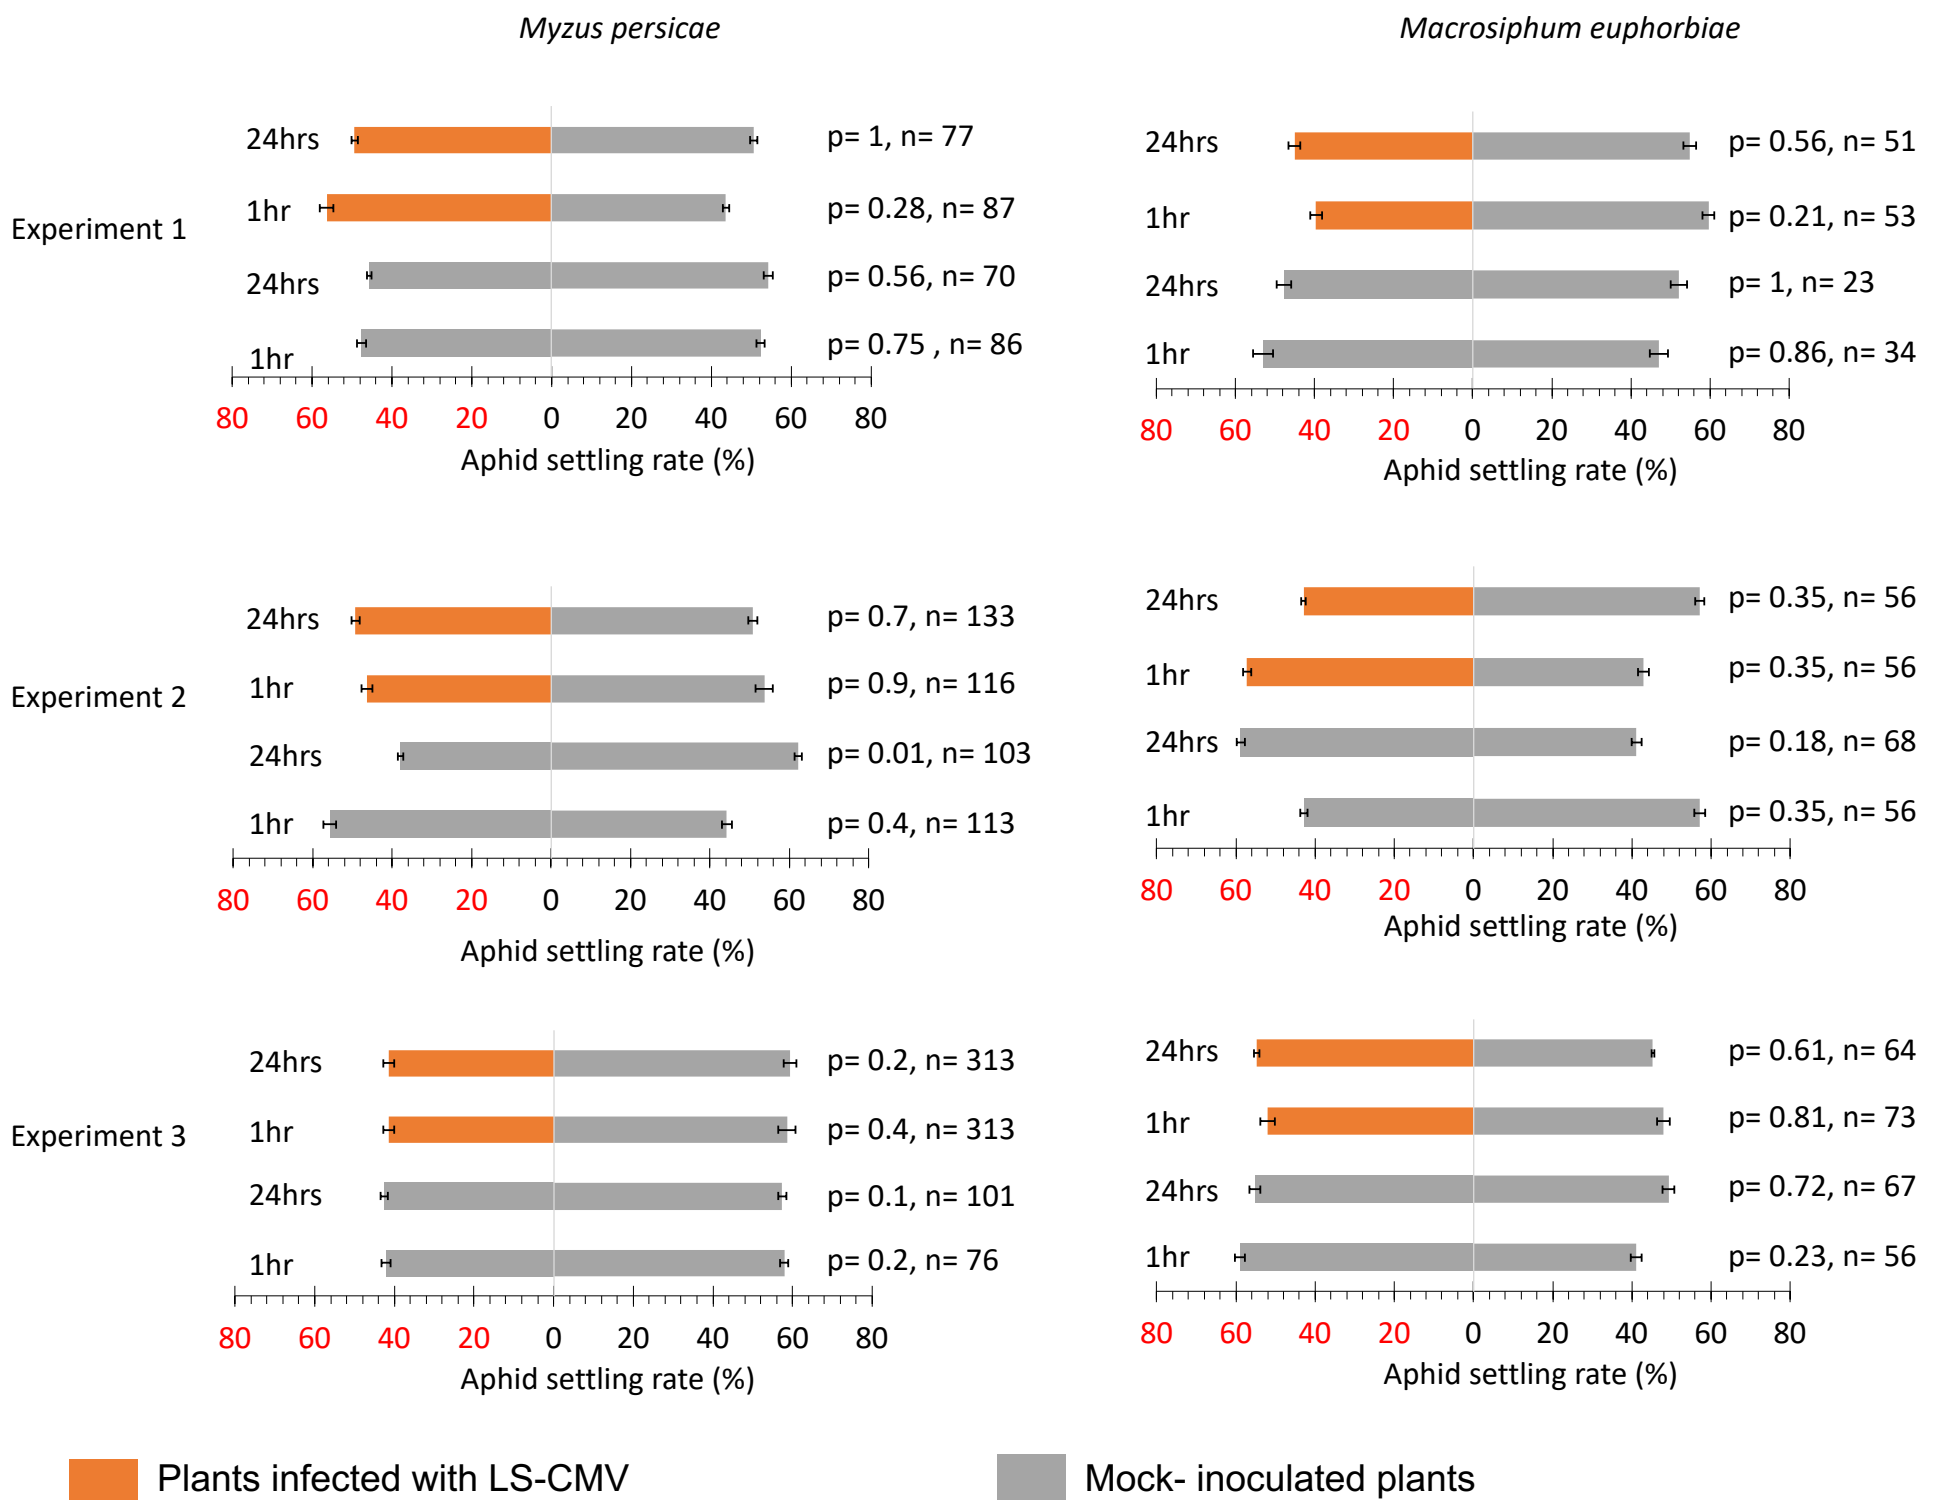 Myzus persicae
Macrosiphum euphorbiae
Experiment 1
24hrs
p= 1, n= 77
1hr
p= 0.28, n= 87
24hrs
p= 0.56, n= 70
1hr
p= 0.75 , n= 86
80 60 40 20 0 20 40 60 80
Aphid settling rate (%)
24hrs
p= 0.56, n= 51
1hr
p= 0.21, n= 53
24hrs
p= 1, n= 23
1hr
p= 0.86, n= 34
80 60 40 20 0 20 40 60 80
Aphid settling rate (%)
Experiment 2
24hrs
p= 0.7, n= 133
1hr
p= 0.9, n= 116
24hrs
p= 0.01, n= 103
1hr
p= 0.4, n= 113
80 60 40 20 0 20 40 60 80
Aphid settling rate (%)
24hrs
p= 0.35, n= 56
1hr
p= 0.35, n= 56
24hrs
p= 0.18, n= 68
1hr
p= 0.35, n= 56
80 60 40 20 0 20 40 60 80
Aphid settling rate (%)
Experiment 3
24hrs
p= 0.2, n= 313
1hr
p= 0.4, n= 313
24hrs
p= 0.1, n= 101
1hr
p= 0.2, n= 76
80 60 40 20 0 20 40 60 80
Aphid settling rate (%)
24hrs
p= 0.61, n= 64
1hr
p= 0.81, n= 73
24hrs
p= 0.72, n= 67
1hr
p= 0.23, n= 56
80 60 40 20 0 20 40 60 80
Aphid settling rate (%)
Plants infected with LS-CMV
Mock- inoculated plants